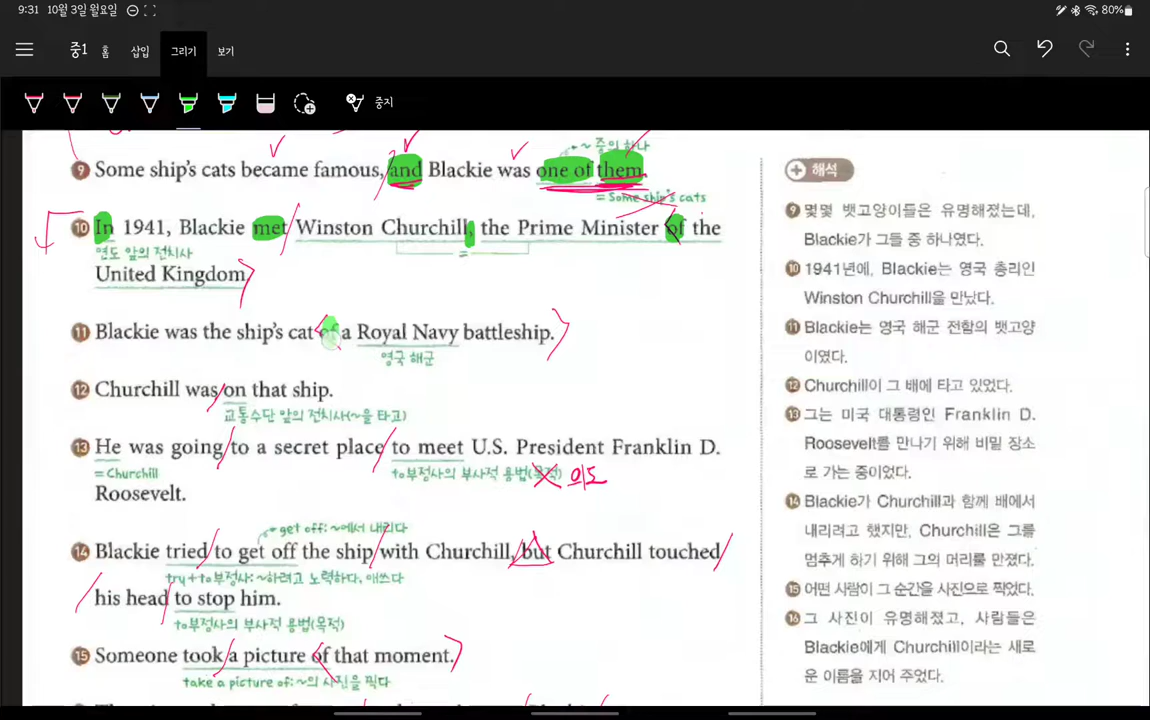 9:31 10월 3일 월요일 80%
중1 홈 삽입 그리기 보기
중지
~ 중의 하나
9 Some ship's cats became famous, and Blackie was one of them.
= Some ship's cats
10 In 1941, Blackie met Winston Churchill, the Prime Minister of the
연도 앞의 전치사 =
United Kingdom.
11 Blackie was the ship's cat of a Royal Navy battleship.
영국 해군
12 Churchill was on that ship.
교통수단 앞의 전치사(~을 타고)
13 He was going to a secret place to meet U.S. President Franklin D.
= Churchill to부정사의 부사적 용법(목적) 의도
Roosevelt.
get off: ~에서 내리다
14 Blackie tried to get off the ship with Churchill, but Churchill touched
try+to부정사: ~하려고 노력하다, 애쓰다
his head to stop him.
to부정사의 부사적 용법(목적)
15 Someone took a picture of that moment.
take a picture of: ~의 사진을 찍다
해석
9 몇몇 뱃고양이들은 유명해졌는데,
Blackie가 그들 중 하나였다.
10 1941년에, Blackie는 영국 총리인
Winston Churchill을 만났다.
11 Blackie는 영국 해군 전함의 뱃고양
이였다.
12 Churchill이 그 배에 타고 있었다.
13 그는 미국 대통령인 Franklin D.
Roosevelt를 만나기 위해 비밀 장소
로 가는 중이었다.
14 Blackie가 Churchill과 함께 배에서
내리려고 했지만, Churchill은 그를
멈추게 하기 위해 그의 머리를 만졌다.
15 어떤 사람이 그 순간을 사진으로 찍었다.
16 그 사진이 유명해졌고, 사람들은
Blackie에게 Churchill이라는 새로
운 이름을 지어 주었다.